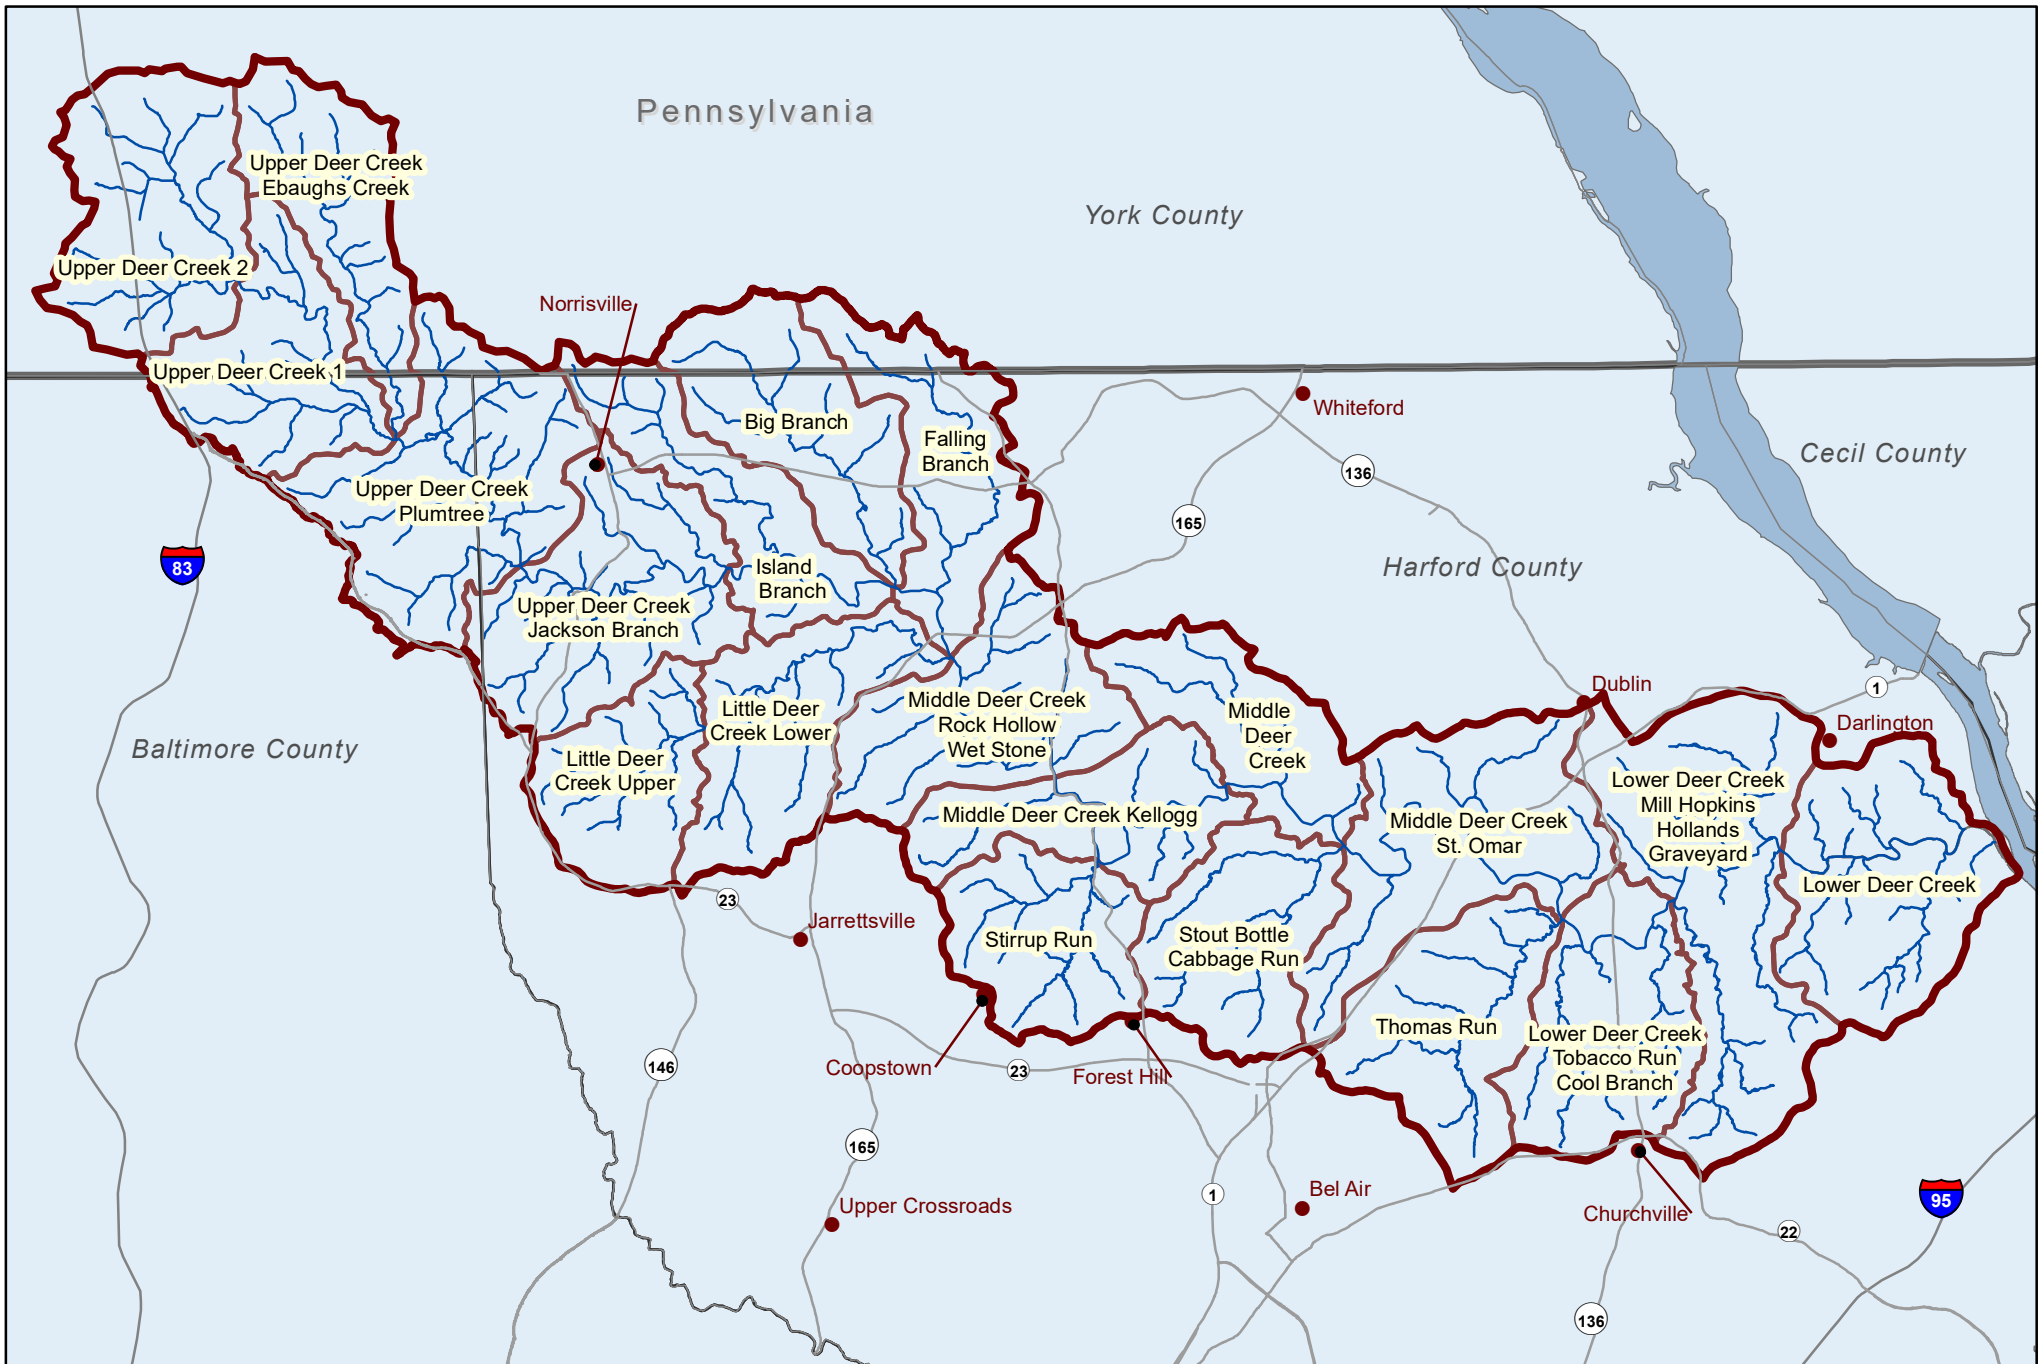 Pennsylvania
Upper Deer Creek
Ebaughs Creek
York County
Upper Deer Creek 2
Norrisville
Upper Deer Creek 1
Whiteford
Big Branch
Falling
Branch
Cecil County
136
Upper Deer Creek
Plumtree
165
83
Island
Branch
Harford County
Upper Deer Creek
Jackson Branch
Dublin
1
Little Deer
Creek Lower
Middle Deer Creek
Rock Hollow
Wet Stone
Middle
Deer
Creek
Darlington
Baltimore County
Little Deer
Creek Upper
Lower Deer Creek
Mill Hopkins
Hollands
Graveyard
Middle Deer Creek Kellogg
Middle Deer Creek
St. Omar
Lower Deer Creek
23
Jarrettsville
Stirrup Run
Stout Bottle
Cabbage Run
Thomas Run
Lower Deer Creek
Tobacco Run
Cool Branch
146
Coopstown
23
Forest Hill
165
1
Bel Air
95
Upper Crossroads
Churchville
22
136